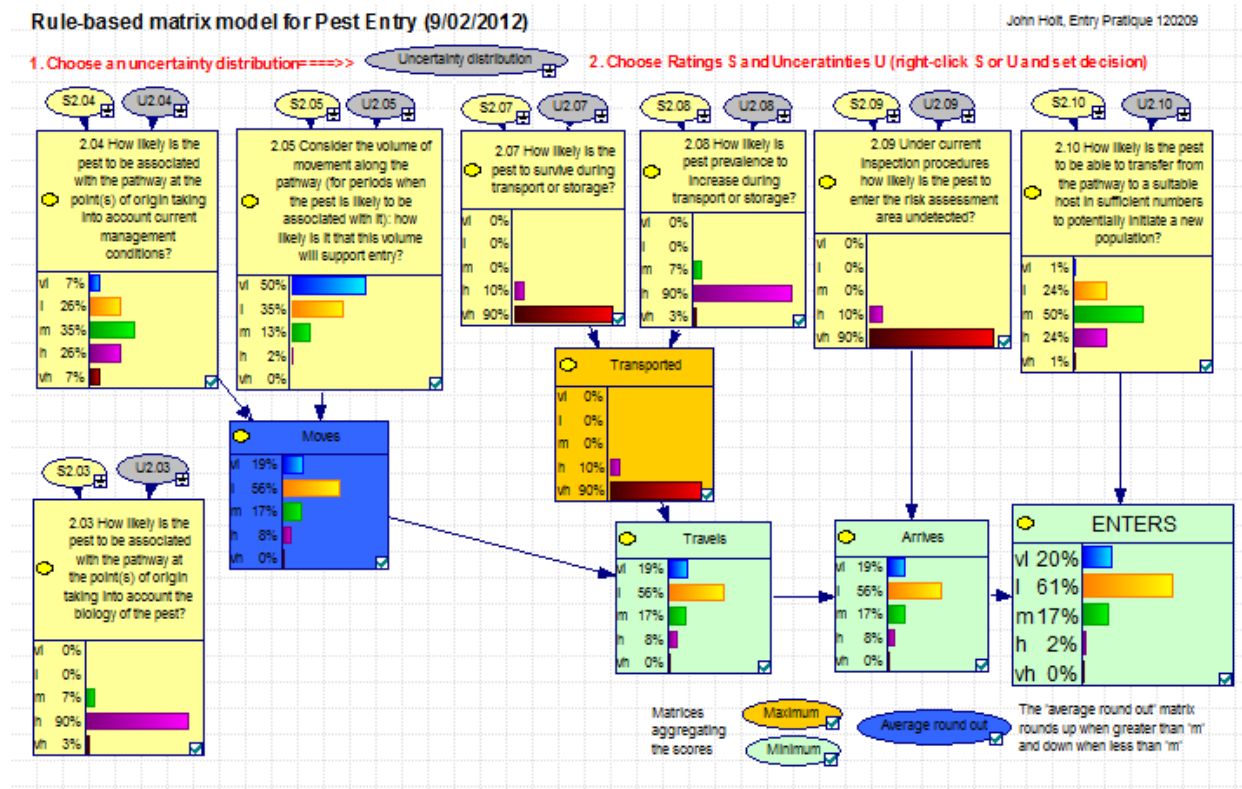 Rule-based matrix model for Pest Entry (9/02/2012)
John Holt, Entry Pratique 120209
1. Choose an uncertainty distribution====>>
Uncertainty distribution
2. Choose Ratings S and Unceratinties U (right-click S or U and set decision)
S2.04
U2.04
2.04 How likely is the
pest to be associated
with the pathway at the
point(s) of origin taking
into account current
management
conditions?
vl 7%
l 26%
m 35%
h 26%
vh 7%
S2.05
U2.05
2.05 Consider the volume of
movement along the
pathway (for periods when
the pest is likely to be
associated with it): how
likely is it that this volume
will support entry?
vl 50%
l 35%
m 13%
h 2%
vh 0%
S2.07
U2.07
2.07 How likely is the
pest to survive during
transport or storage?
vl 0%
l 0%
m 0%
h 10%
vh 90%
S2.08
U2.08
2.08 How likely is
pest prevalence to
increase during
transport or storage?
vl 0%
l 0%
m 7%
h 90%
vh 3%
S2.09
U2.09
2.09 Under current
inspection procedures
how likely is the pest to
enter the risk assessment
area undetected?
vl 0%
l 0%
m 0%
h 10%
vh 90%
S2.10
U2.10
2.10 How likely is the pest
to be able to transfer from
the pathway to a suitable
host in sufficient numbers
to potentially initiate a new
population?
vl 1%
l 24%
m 50%
h 24%
vh 1%
Moves
vl 19%
l 56%
m 17%
h 8%
vh 0%
Transported
vl 0%
l 0%
m 0%
h 10%
vh 90%
S2.03
U2.03
2.03 How likely is the
pest to be associated
with the pathway at
the point(s) of origin
taking into account the
biology of the pest?
vl 0%
l 0%
m 7%
h 90%
vh 3%
Travels
vl 19%
l 56%
m 17%
h 8%
vh 0%
Arrives
vl 19%
l 56%
m 17%
h 8%
vh 0%
ENTERS
vl 20%
l 61%
m 17%
h 2%
vh 0%
Matrices
aggregating
the scores
Maximum
Minimum
Average round out
The 'average round out' matrix
rounds up when greater than 'm'
and down when less than 'm'